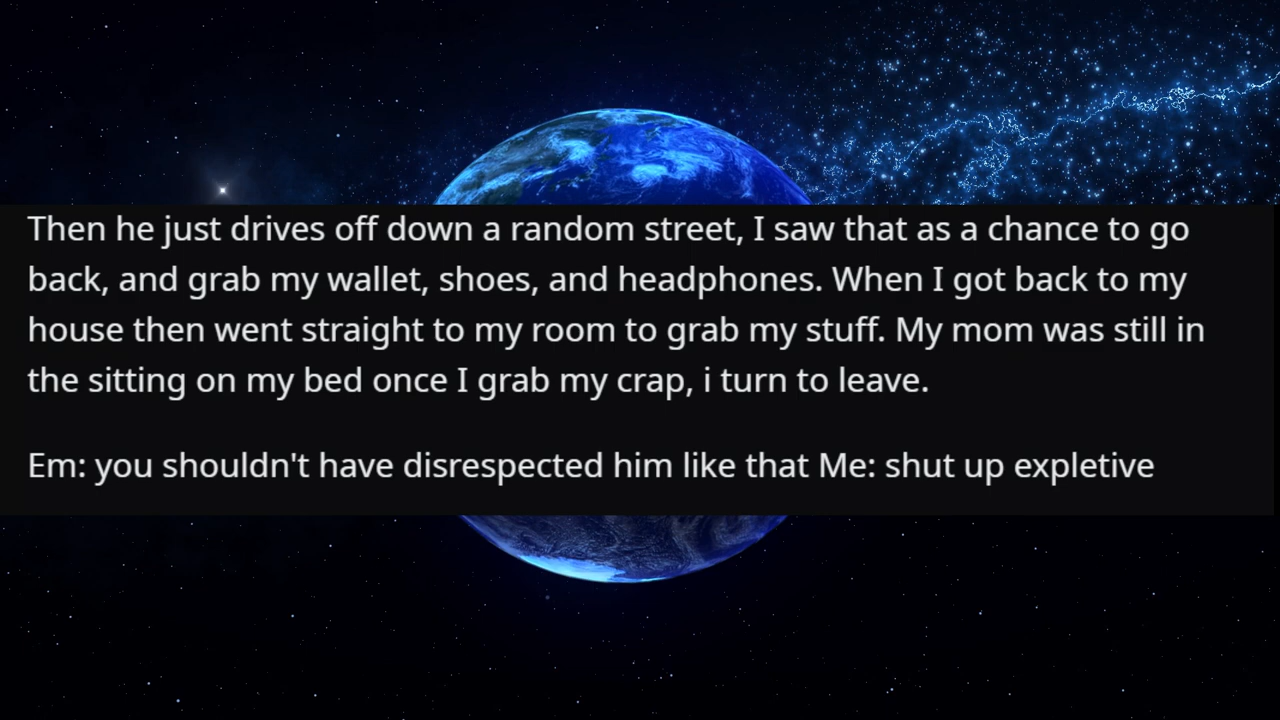 Then he just drives off down a random street, I saw that as a chance to go
back, and grab my wallet, shoes, and headphones. When I got back to my
house then went straight to my room to grab my stuff. My mom was still in
the sitting on my bed once I grab my crap, i turn to leave.
Em: you shouldn't have disrespected him like that Me: shut up expletive